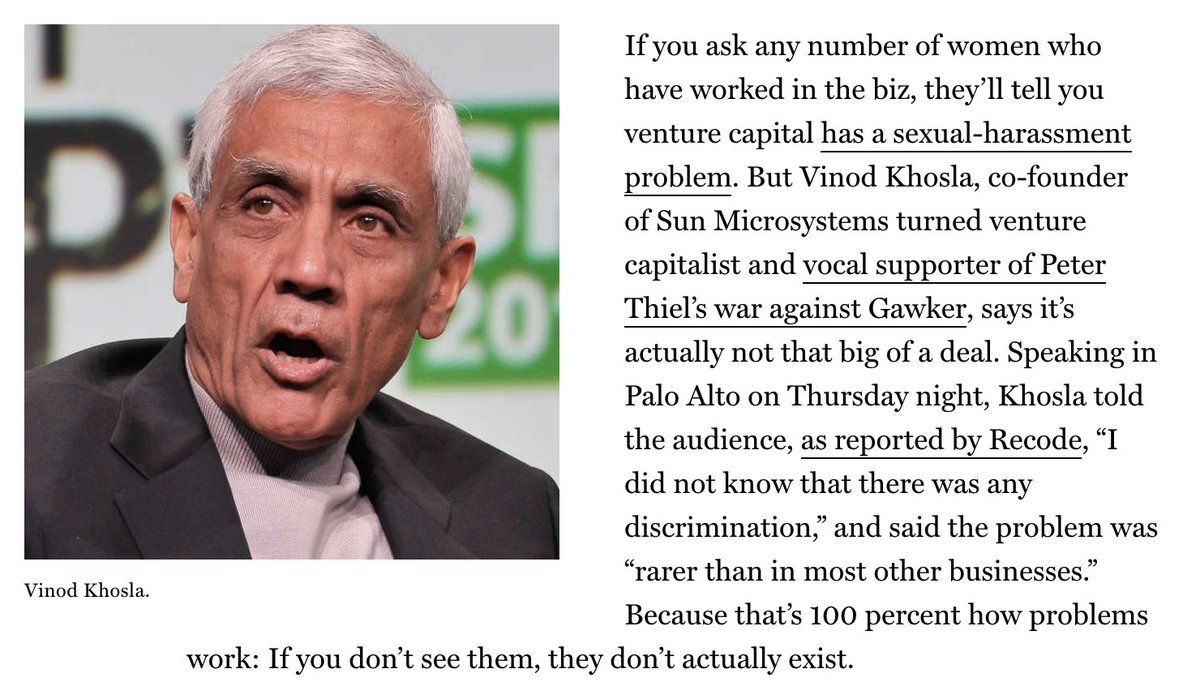 If you ask any number of women who
have worked in the biz, they’ll tell you
venture capital has a sexual-harassment
problem. But Vinod Khosla, co-founder
of Sun Microsystems turned venture
capitalist and vocal supporter of Peter
Thiel’s war against Gawker, says it’s
actually not that big of a deal. Speaking in
Palo Alto on Thursday night, Khosla told
the audience, as reported by Recode, “I
did not know that there was any
discrimination,” and said the problem was
“rarer than in most other businesses.”
Because that’s 100 percent how problems
work: If you don’t see them, they don’t actually exist.
Vinod Khosla.